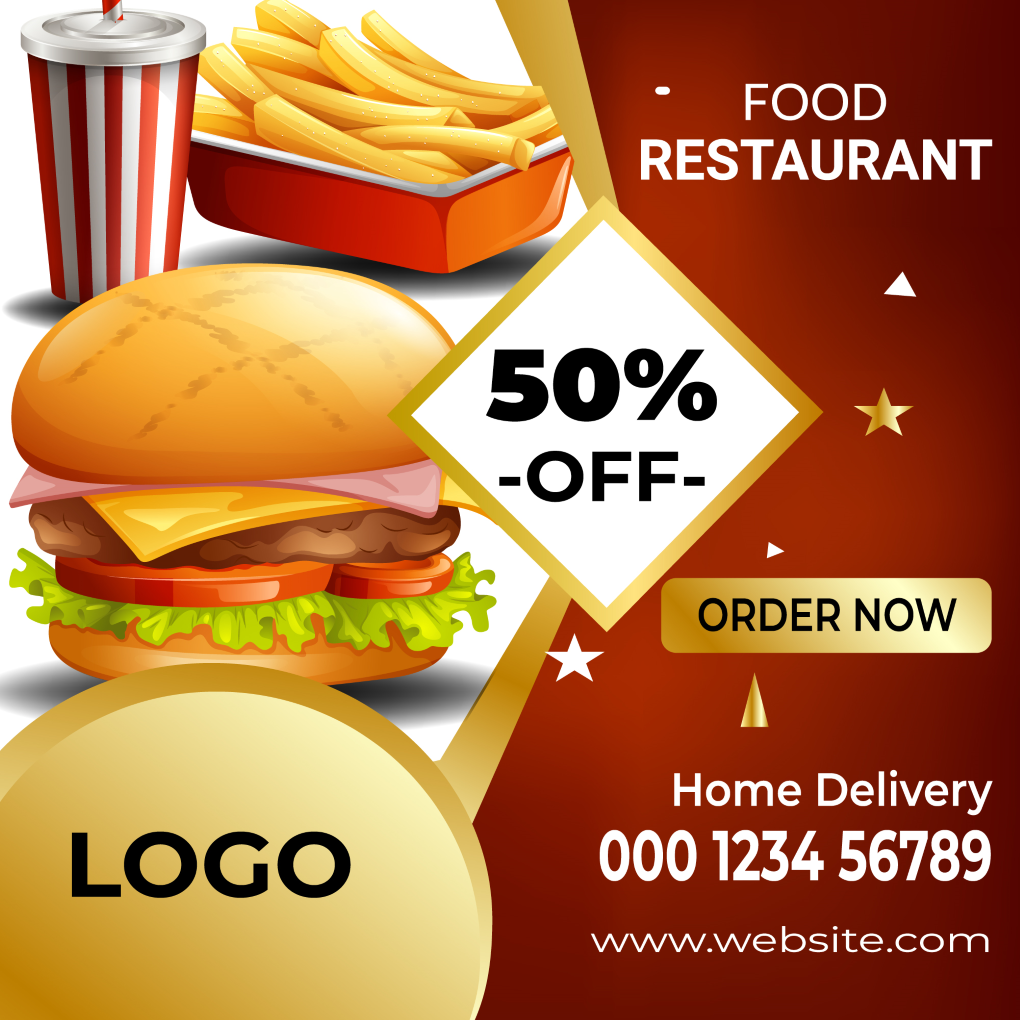 FOOD
RESTAURANT
50%
-OFF-
ORDER NOW
Home Delivery
000 1234 56789
www.website.com
LOGO